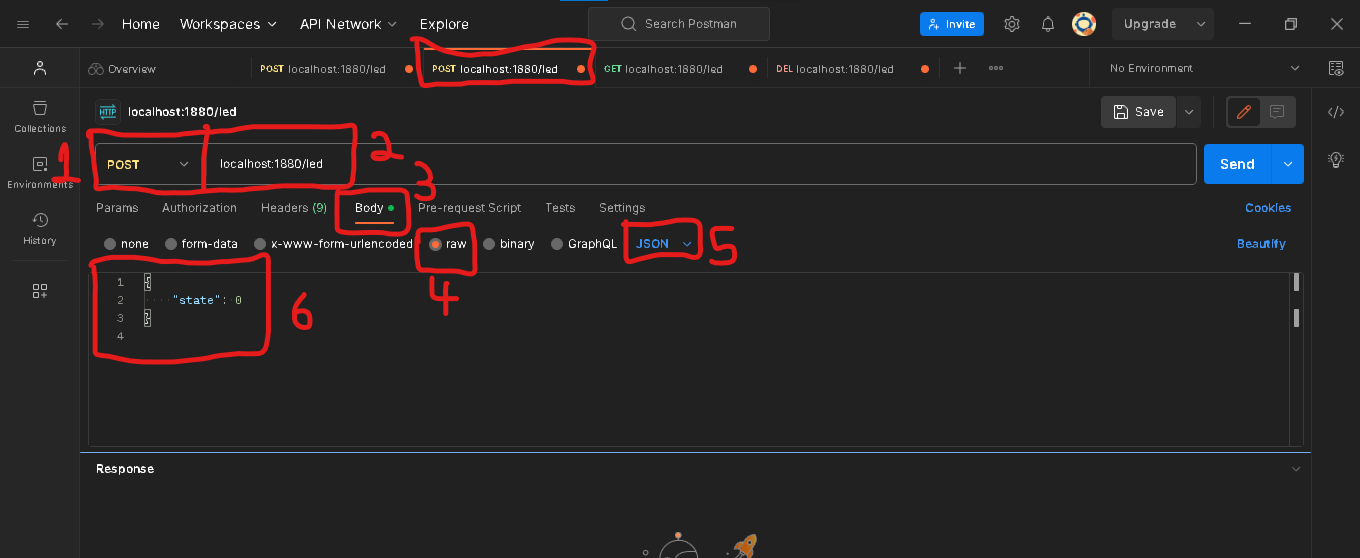 Home Workspaces API Network Explore Search Postman Invite Upgrade
Overview POST localhost:1880/led POST localhost:1880/led GET localhost:1880/led DEL localhost:1880/led No Environment
HTTP localhost:1880/led Save
Collections
1 POST localhost:1880/led 2 Send
Environments
3
Params Authorization Headers (9) Body Pre-request Script Tests Settings Cookies
History
none form-data x-www-form-urlencoded raw binary GraphQL JSON 5 Beautify
4
1 {
2 "state": 0
3 }
4
6
Response